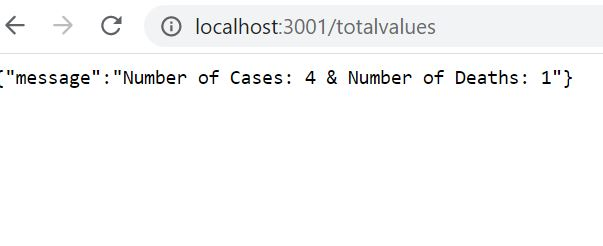 localhost:3001/totalvalues
{"message":"Number of Cases: 4 & Number of Deaths: 1"}